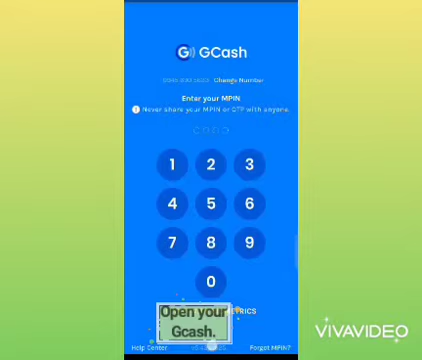 GCash
Change Number
Enter your MPIN
Never share your MPIN or OTP with anyone.
1 2 3
4 5 6
7 8 9
0
Open your
Gcash.
Help Center
Forgot MPIN?
VIVAVIDEO